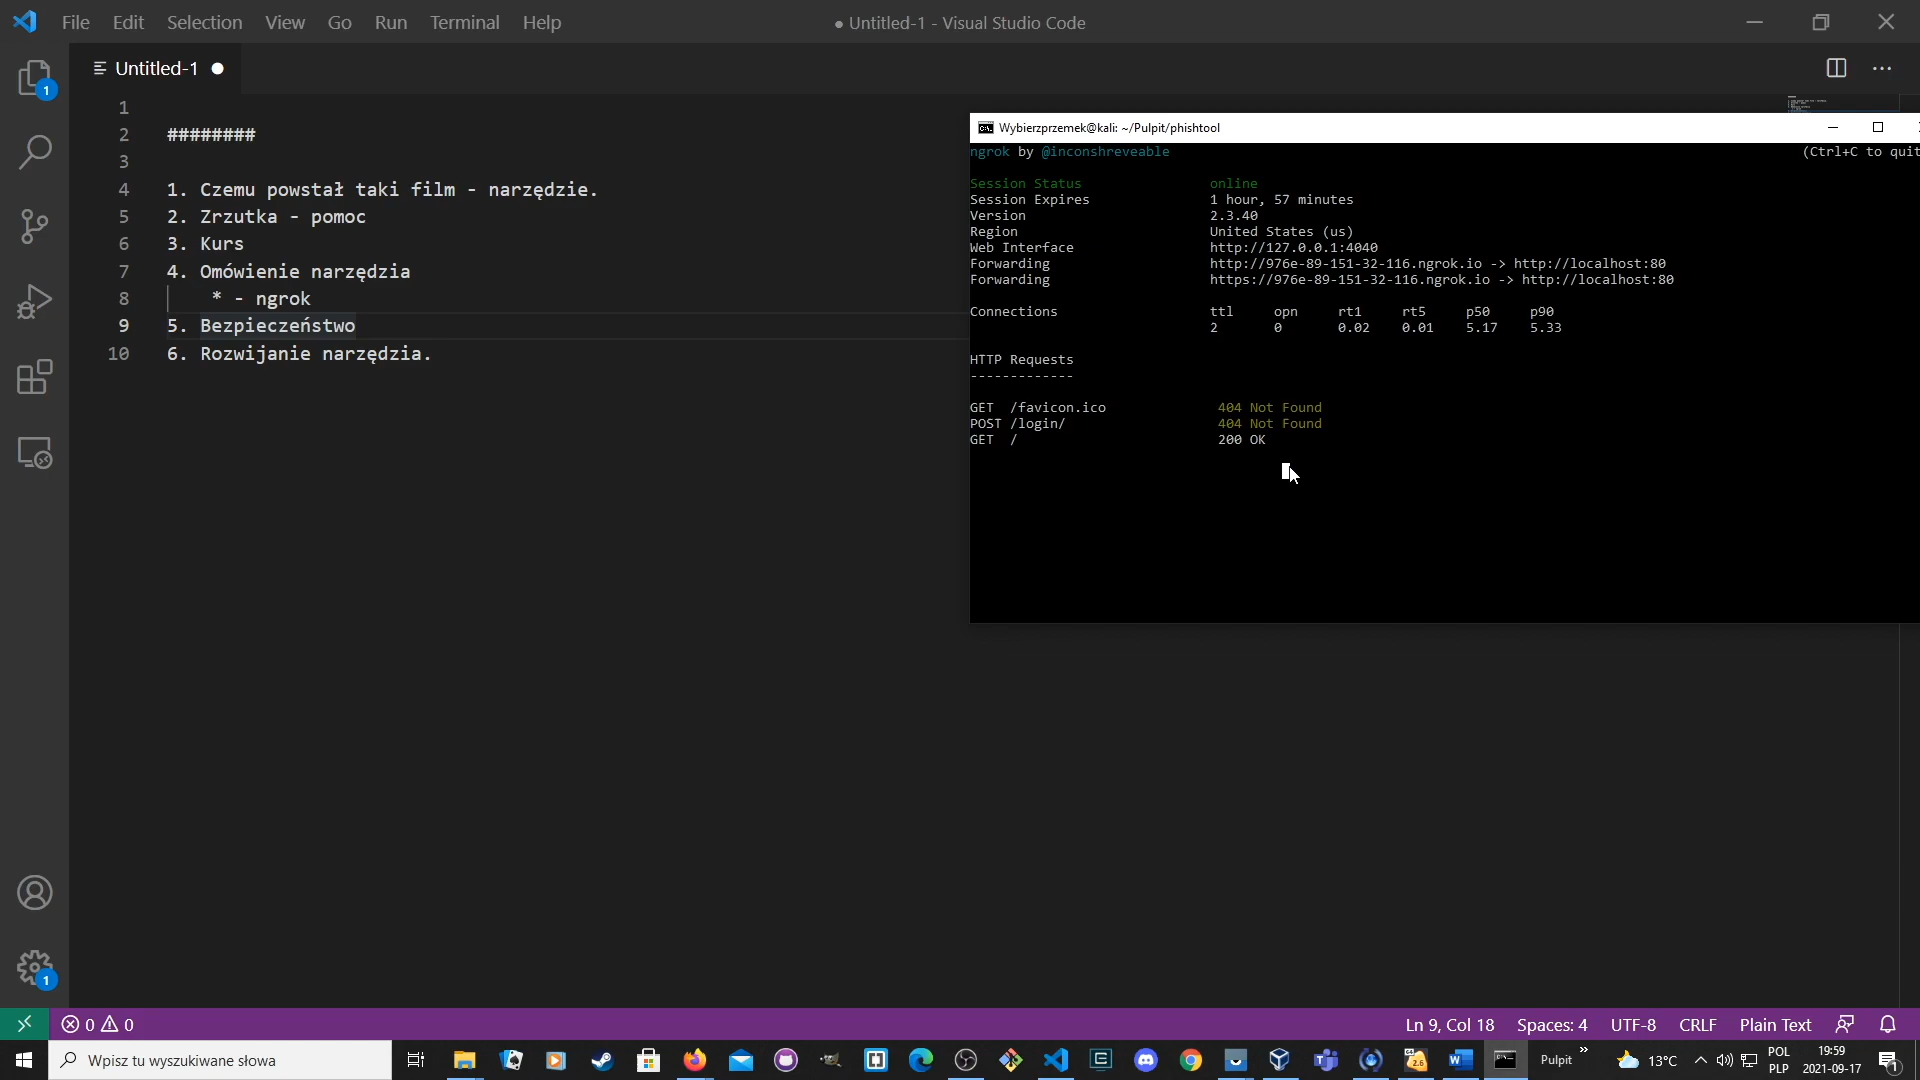 File Edit Selection View Go Run Terminal Help
● Untitled-1 - Visual Studio Code
Untitled-1 ●
1
2 ########
3
4 1. Czemu powstał taki film - narzędzie.
5 2. Zrzutka - pomoc
6 3. Kurs
7 4. Omówienie narzędzia
8 * - ngrok
9 5. Bezpieczeństwo
10 6. Rozwijanie narzędzia.
Wybierzprzemek@kali: ~/Pulpit/phishtool
ngrok by @inconshreveable (Ctrl+C to quit
Session Status online
Session Expires 1 hour, 57 minutes
Version 2.3.40
Region United States (us)
Web Interface http://127.0.0.1:4040
Forwarding http://976e-89-151-32-116.ngrok.io -> http://localhost:80
Forwarding https://976e-89-151-32-116.ngrok.io -> http://localhost:80
Connections ttl opn rt1 rt5 p50 p90
2 0 0.02 0.01 5.17 5.33
HTTP Requests
-------------
GET /favicon.ico 404 Not Found
POST /login/ 404 Not Found
GET / 200 OK
1
1
0 0
Ln 9, Col 18 Spaces: 4 UTF-8 CRLF Plain Text
Wpisz tu wyszukiwane słowa
Pulpit » 13°C
POL
PLP
19:59
2021-09-17
1